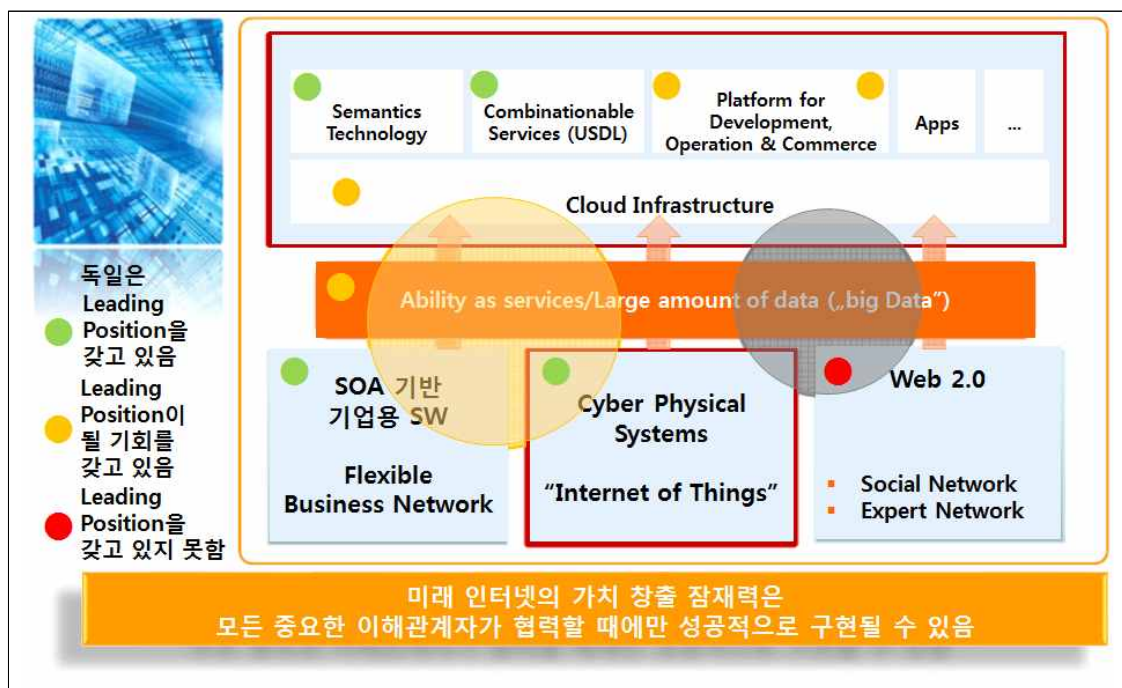 Semantics
Technology
Combinationable
Services (USDL)
Platform for
Development,
Operation & Commerce
Apps
...
Cloud Infrastructure
독일은
Leading
Position을
갖고 있음
Leading
Position이
될 기회를
갖고 있음
Leading
Position을
갖고 있지 못함
Ability as services/Large amount of data („big Data")
SOA 기반
기업용 SW
Flexible
Business Network
Cyber Physical
Systems
“Internet of Things”
Web 2.0
▪ Social Network
▪ Expert Network
미래 인터넷의 가치 창출 잠재력은
모든 중요한 이해관계자가 협력할 때에만 성공적으로 구현될 수 있음